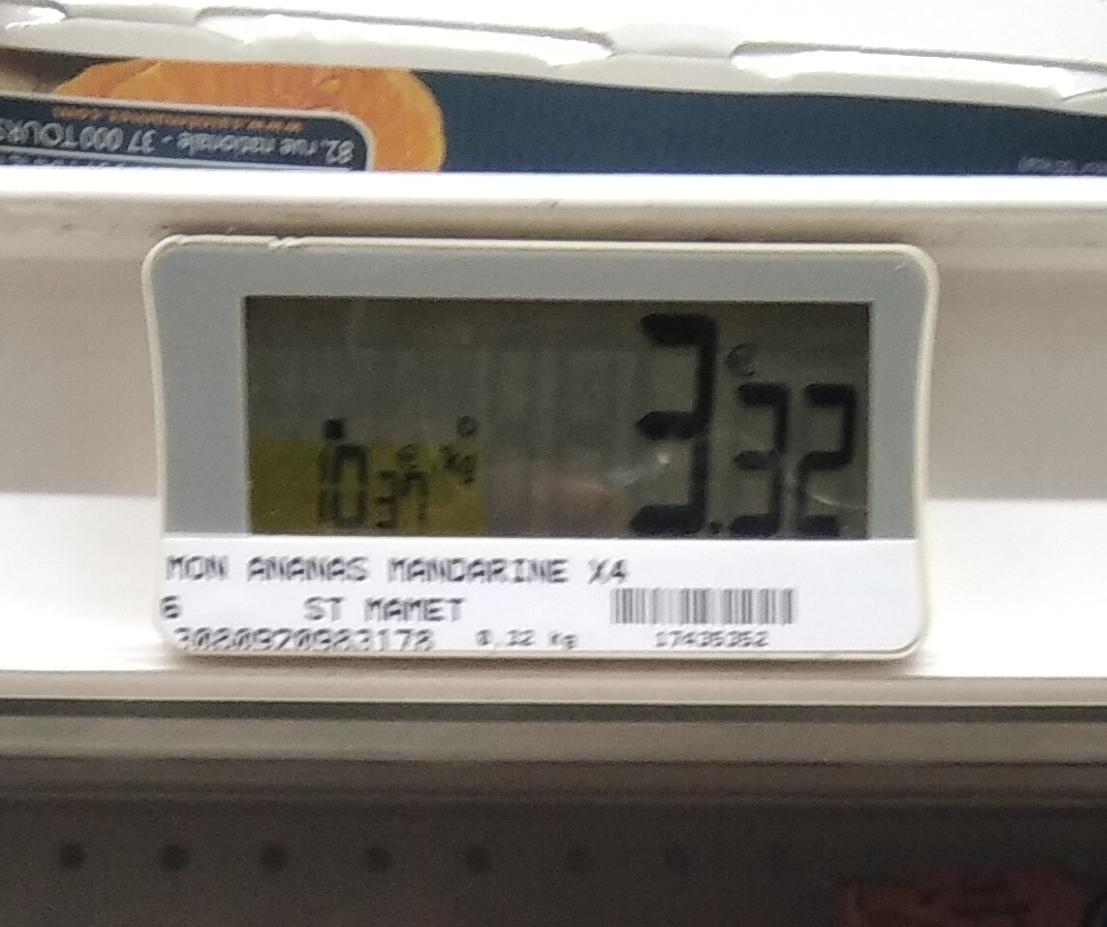 82, rue nationale - 37 000 TOURS
3 € .32
10 € 37 /kg
MON ANANAS MANDARINE X4
6 ST MAMET
3080920983178 0,32 kg 17435352